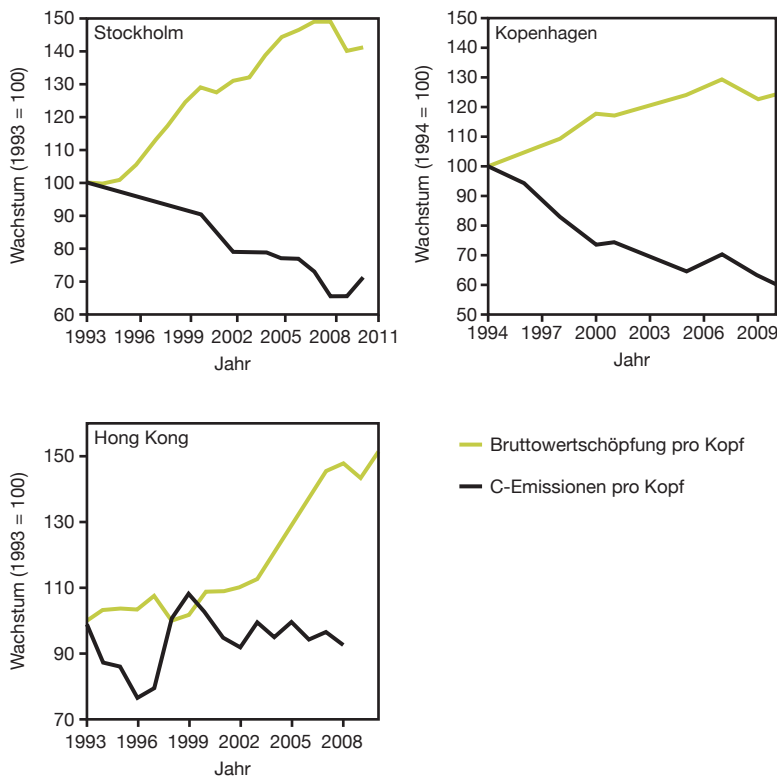 Stockholm
Wachstum (1993 = 100)
150
140
130
120
110
100
90
80
70
60
1993 1996 1999 2002 2005 2008 2011
Jahr
Kopenhagen
Wachstum (1994 = 100)
150
140
130
120
110
100
90
80
70
60
50
1994 1997 2000 2003 2006 2009
Jahr
Hong Kong
Wachstum (1993 = 100)
150
130
110
90
70
1993 1996 1999 2002 2005 2008
Jahr
Bruttowertschöpfung pro Kopf
C-Emissionen pro Kopf